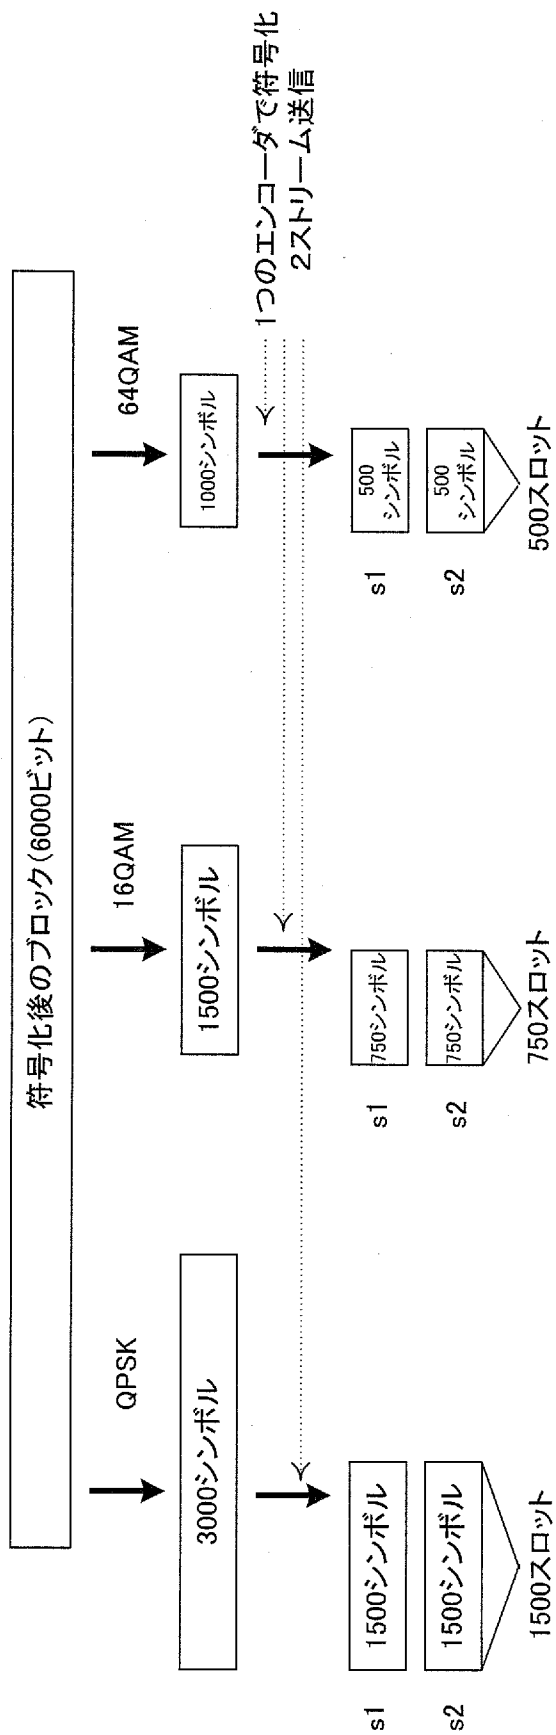 符号化後のブロック(6000ビット)
QPSK
16QAM
64QAM
3000シンボル
1500シンボル
1000シンボル
1つのエンコーダで符号化
2ストリーム送信
s1
1500シンボル
s2
1500シンボル
1500スロット
s1
750シンボル
s2
750シンボル
750スロット
s1
500
シンボル
s2
500
シンボル
500スロット